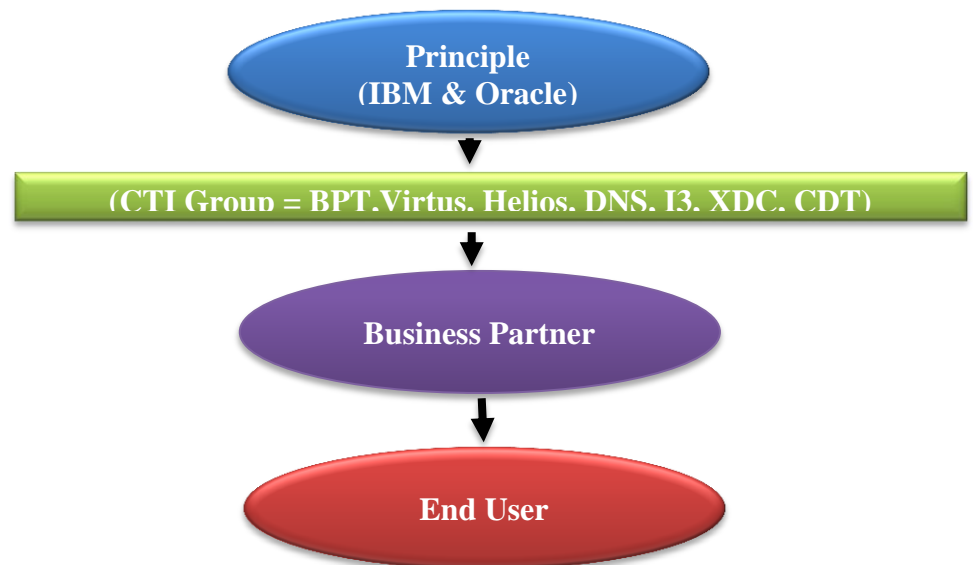 Principle
(IBM & Oracle)
(CTI Group = BPT.Virtus, Helios, DNS, I3, XDC, CDT)
Business Partner
End User